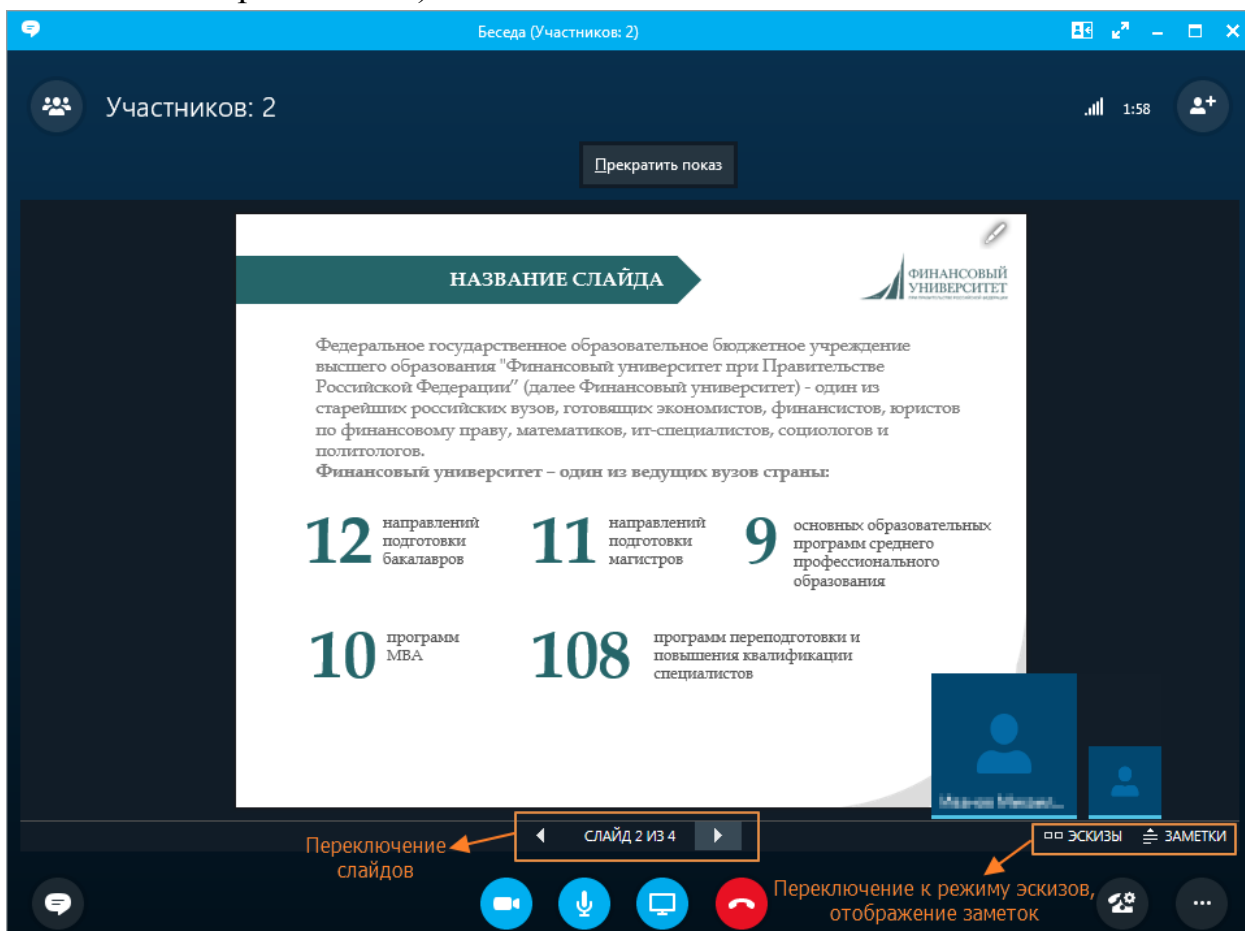 Беседа (Участников: 2)
Участников: 2
1:58
Прекратить показ
НАЗВАНИЕ СЛАЙДА
ФИНАНСОВЫЙ
УНИВЕРСИТЕТ
Федеральное государственное образовательное бюджетное учреждение
высшего образования "Финансовый университет при Правительстве
Российской Федерации" (далее Финансовый университет) - один из
старейших российских вузов, готовящих экономистов, финансистов, юристов
по финансовому праву, математиков, ит-специалистов, социологов и
политологов.
Финансовый университет – один из ведущих вузов страны:
12 направлений
подготовки
бакалавров
11 направлений
подготовки
магистров
9 основных образовательных
программ среднего
профессионального
образования
10 программ
МВА
108 программ переподготовки и
повышения квалификации
специалистов
СЛАЙД 2 ИЗ 4
ЭСКИЗЫ
ЗАМЕТКИ
Переключение
слайдов
Переключение к режиму эскизов,
отображение заметок